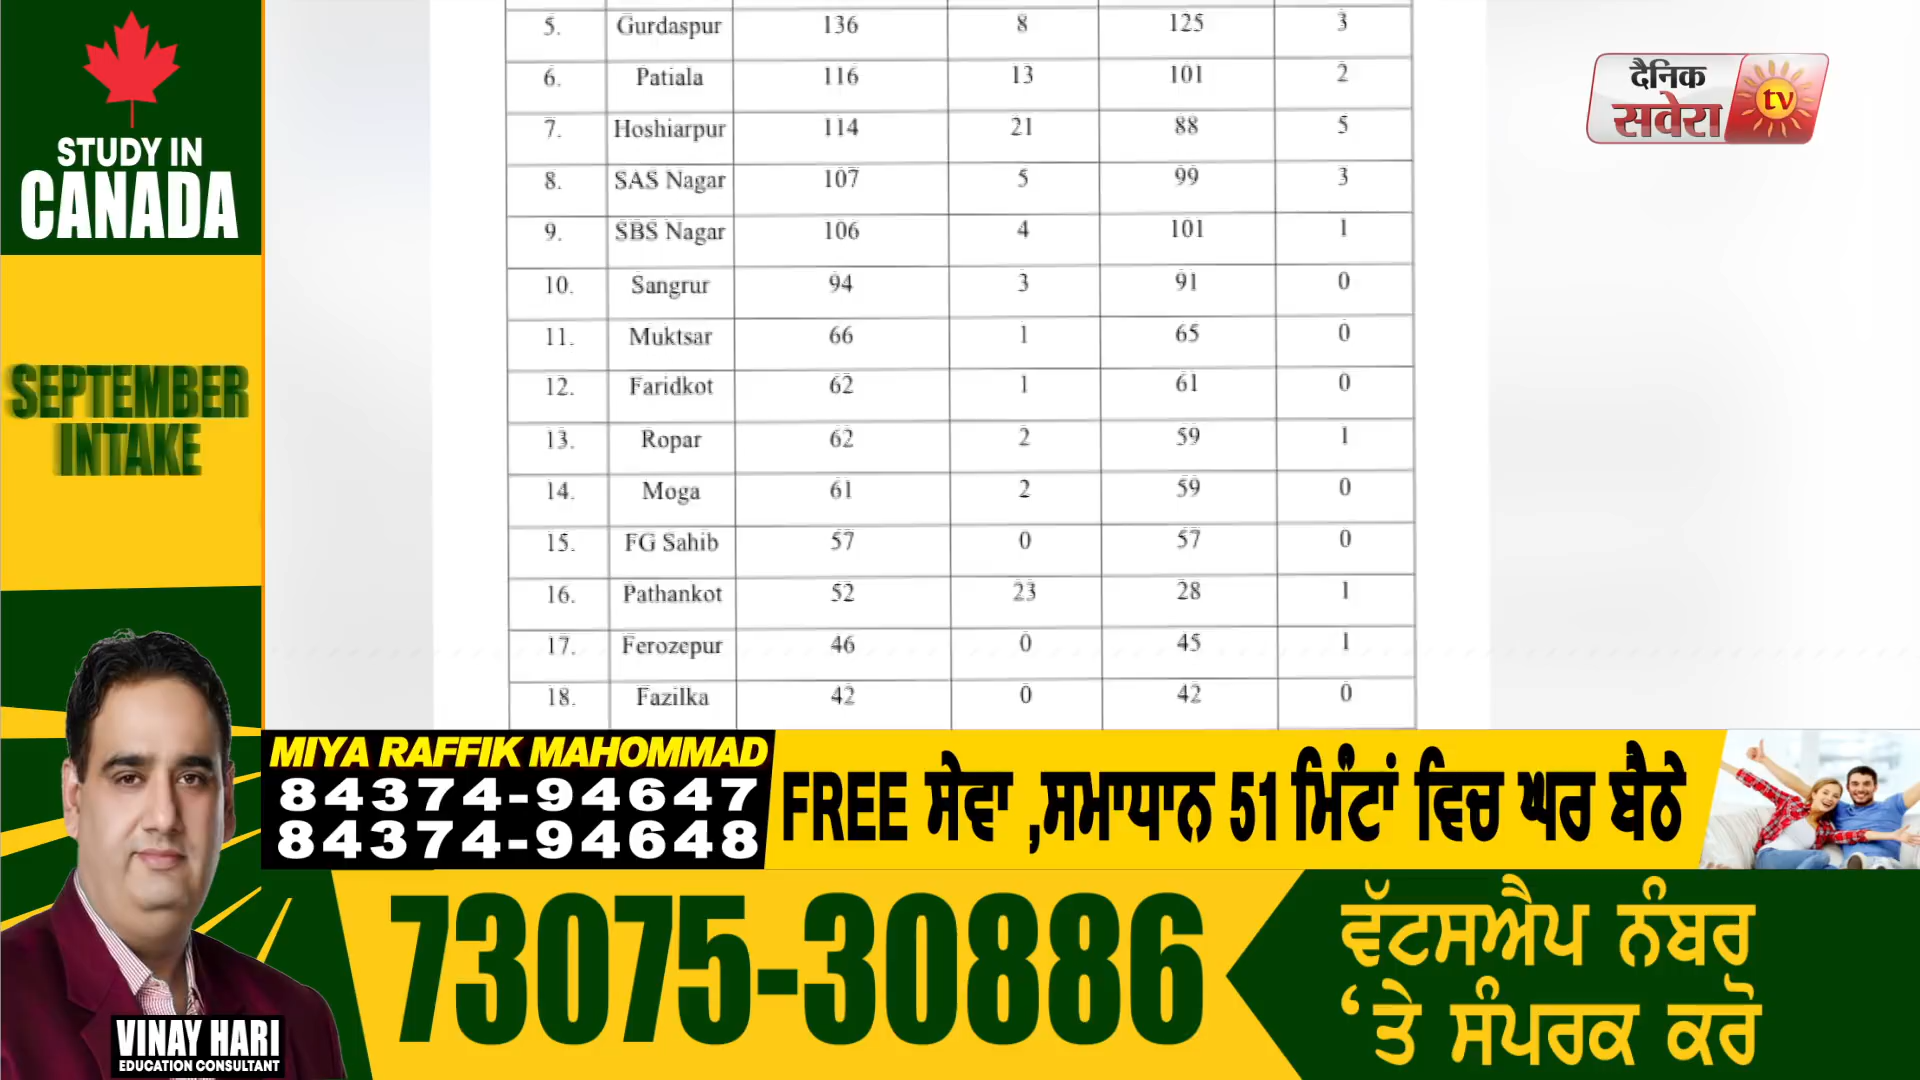 STUDY IN
CANADA
SEPTEMBER
INTAKE
5. Gurdaspur 136 8 125 3
6. Patiala 116 13 101 2
7. Hoshiarpur 114 21 88 5
8. SAS Nagar 107 5 99 3
9. SBS Nagar 106 4 101 1
10. Sangrur 94 3 91 0
11. Muktsar 66 1 65 0
12. Faridkot 62 1 61 0
13. Ropar 62 2 59 1
14. Moga 61 2 59 0
15. FG Sahib 57 0 57 0
16. Pathankot 52 23 28 1
17. Ferozepur 46 0 45 1
18. Fazilka 42 0 42 0
दैनिक
सवेरा tv
MIYA RAFFIK MAHOMMAD
84374-94647
84374-94648
FREE ਸੇਵਾ ,ਸਮਾਧਾਨ 51 ਮਿੰਟਾਂ ਵਿਚ ਘਰ ਬੈਠੇ
73075-30886
ਵੱਟਸਐਪ ਨੰਬਰ
‘ਤੇ ਸੰਪਰਕ ਕਰੋ
VINAY HARI
EDUCATION CONSULTANT